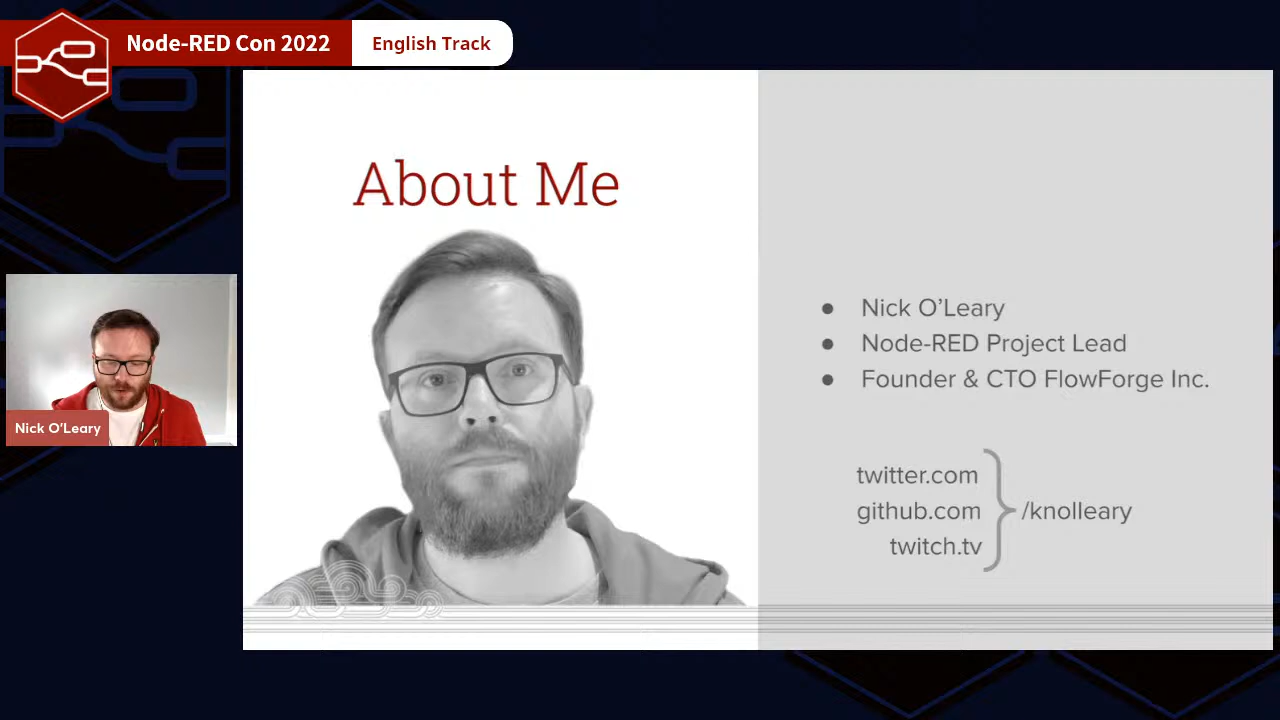 Node-RED Con 2022
English Track
About Me
Nick O'Leary
• Nick O’Leary
• Node-RED Project Lead
• Founder & CTO FlowForge Inc.
twitter.com
github.com
twitch.tv
/knolleary